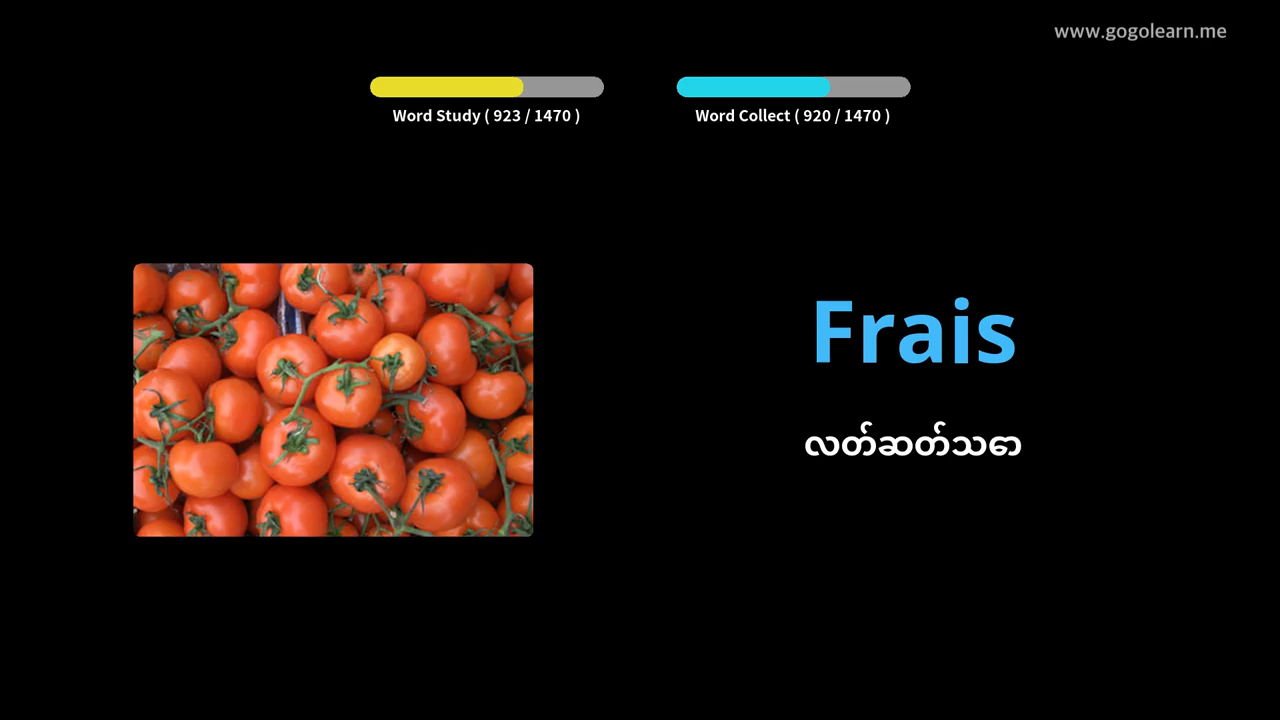 www.gogolearn.me
Word Study ( 923 / 1470 )
Word Collect ( 920 / 1470 )
Frais
လတ်ဆတ်သော